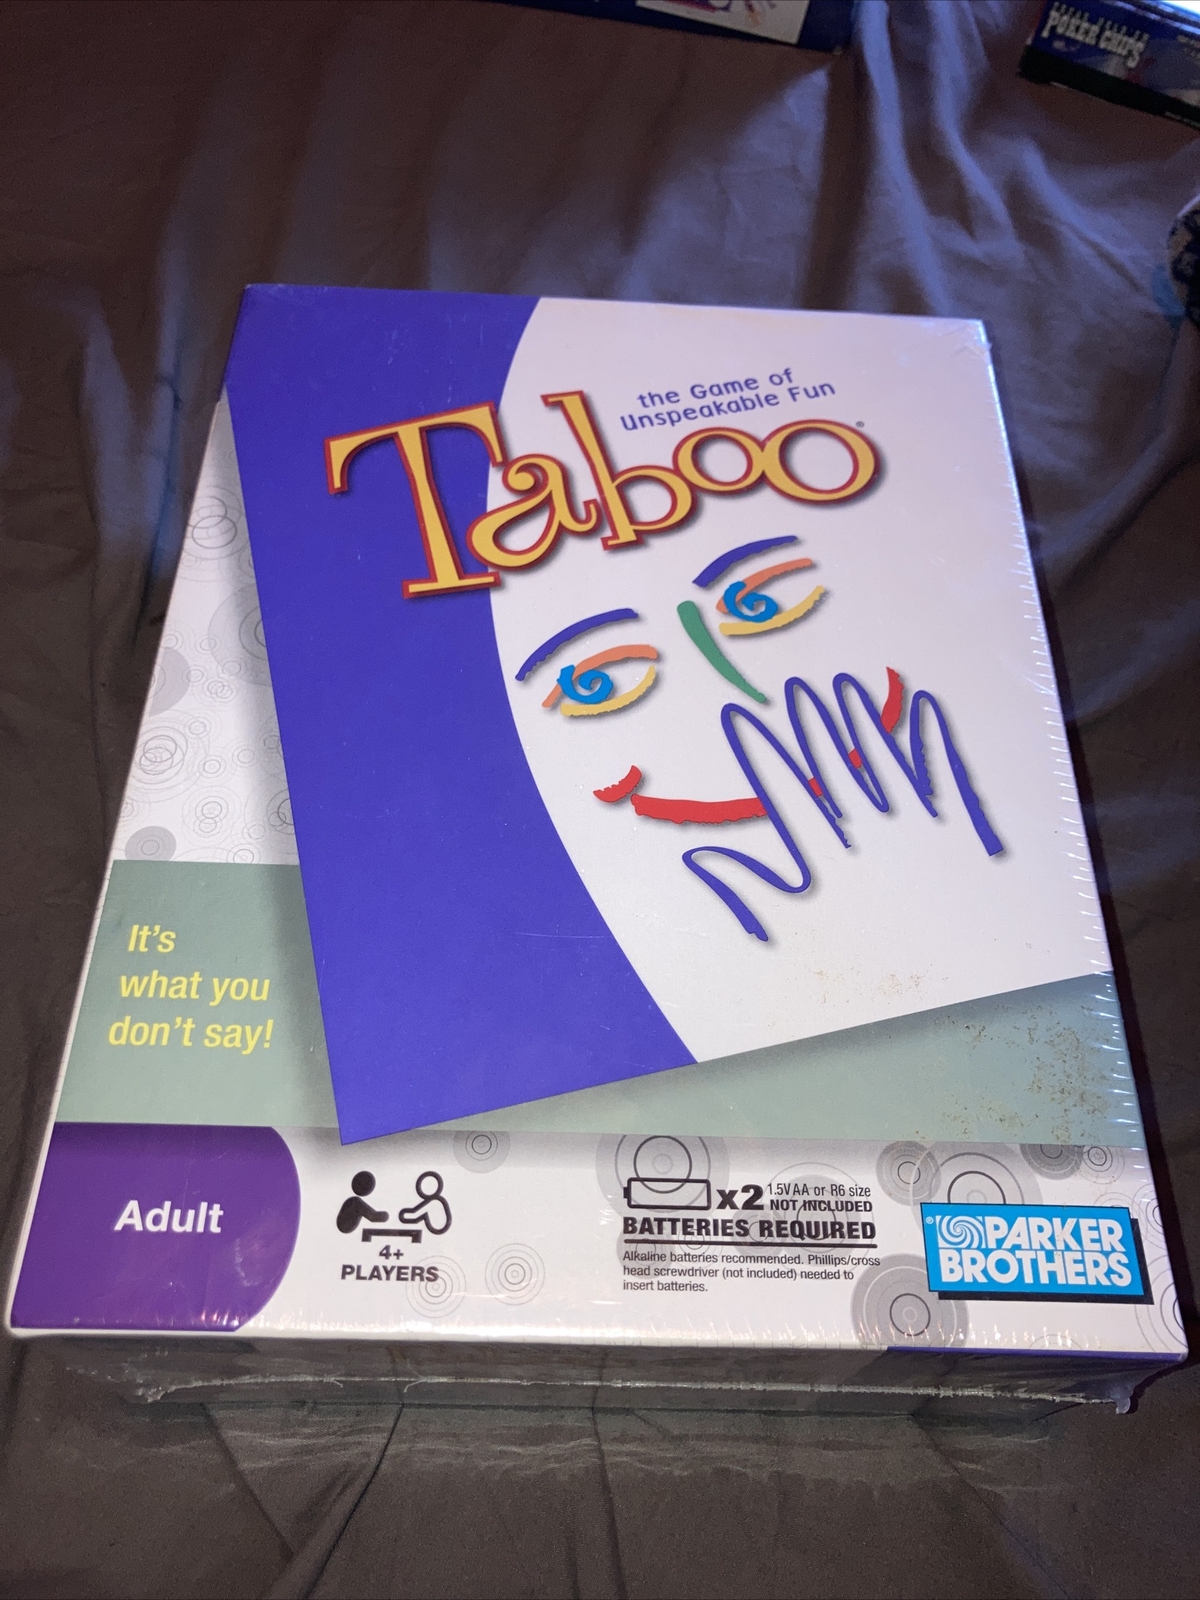 POKER CHIPS
the Game of
Unspeakable Fun
Taboo®
It's
what you
don't say!
Adult
4+
PLAYERS
x2 1.5V AA or R6 size
NOT INCLUDED
BATTERIES REQUIRED
Alkaline batteries recommended. Phillips/cross
head screwdriver (not included) needed to
insert batteries.
® PARKER
BROTHERS